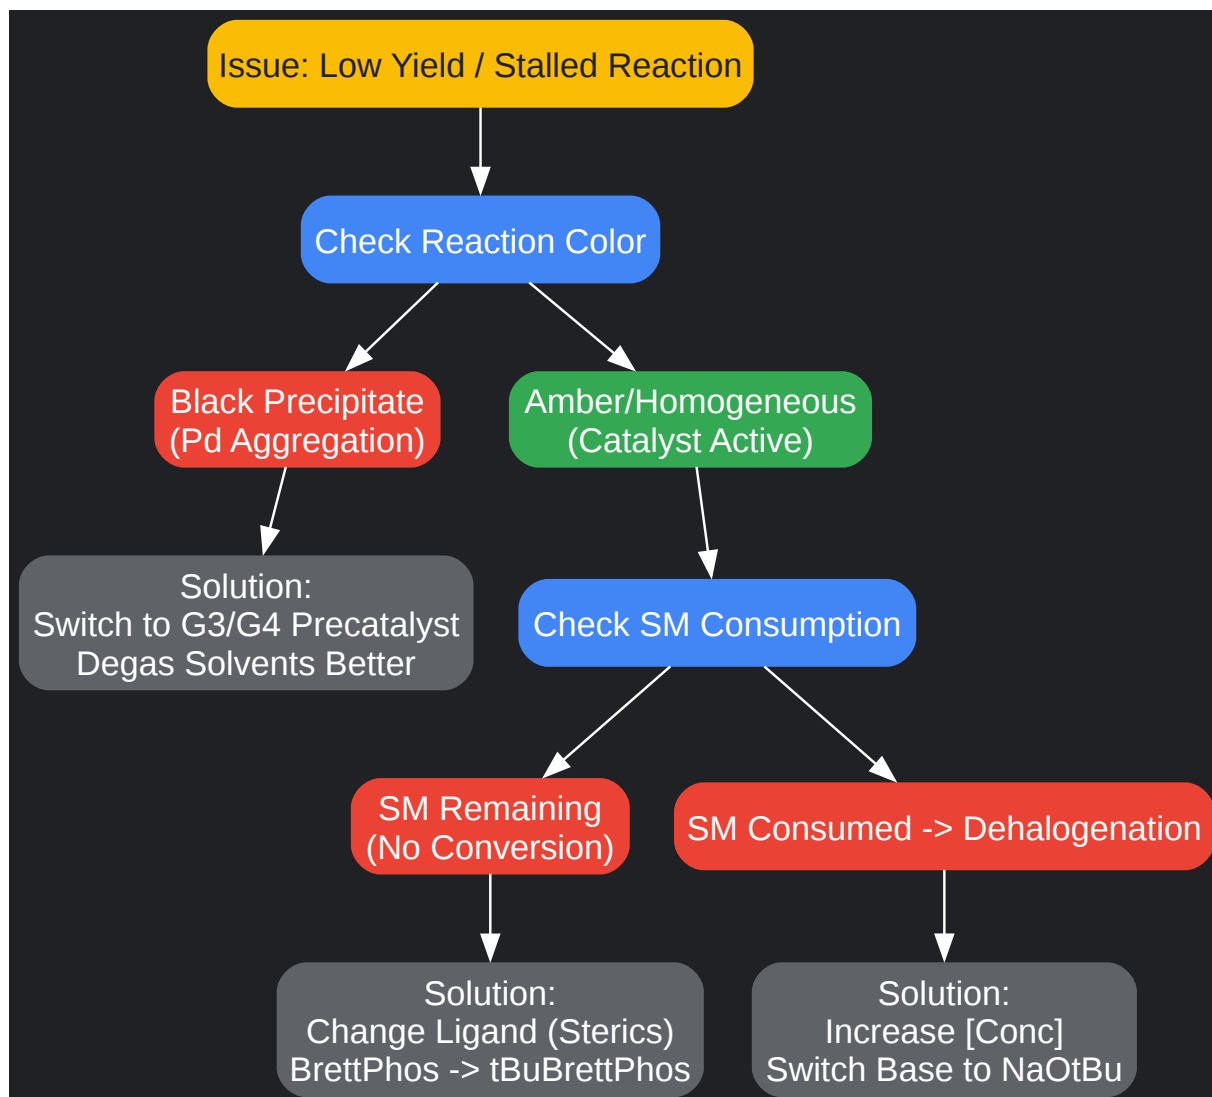 Issue: Low Yield / Stalled Reaction
Check Reaction Color
Black Precipitate
(Pd Aggregation)
Amber/Homogeneous
(Catalyst Active)
Solution:
Switch to G3/G4 Precatalyst
Degas Solvents Better
Check SM Consumption
SM Remaining
(No Conversion)
SM Consumed -> Dehalogenation
Solution:
Change Ligand (Sterics)
BrettPhos -> tBuBrettPhos
Solution:
Increase [Conc]
Switch Base to NaOtBu